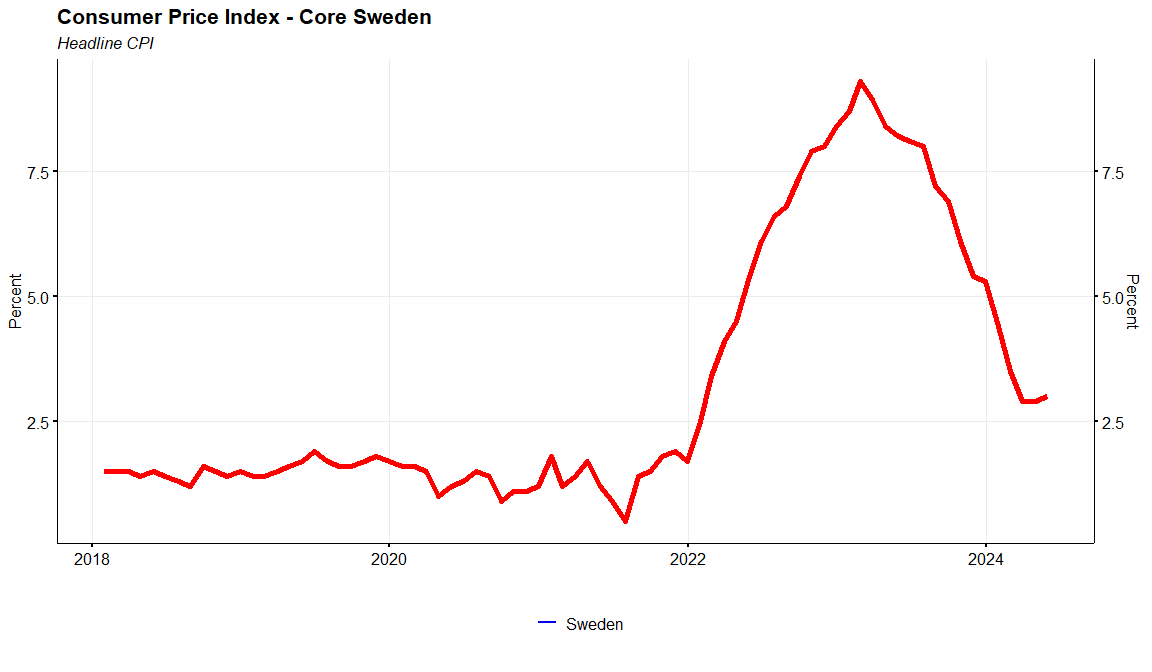 Consumer Price Index - Core Sweden
Headline CPI
7.5
5.0
2.5
Percent
7.5
5.0
2.5
Percent
2018
2020
2022
2024
Sweden